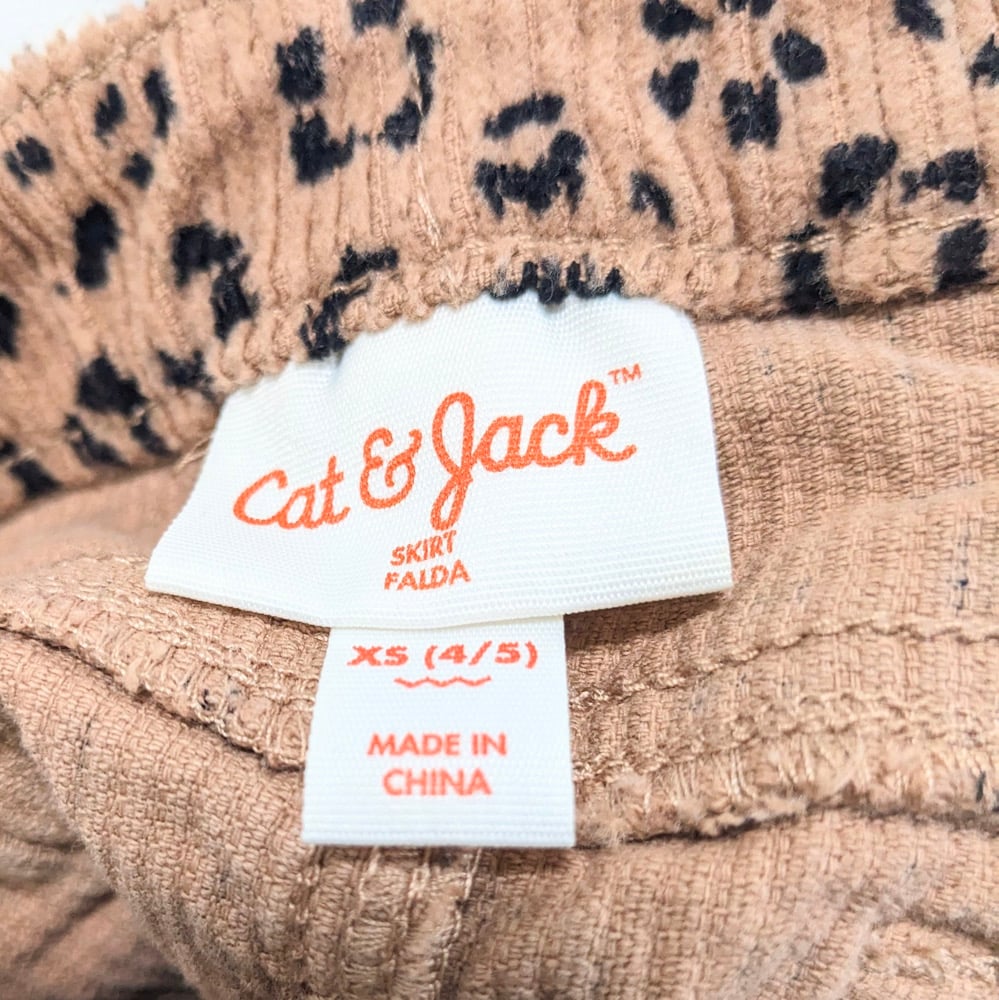 Cat & Jack™
SKIRT
FALDA
XS (4/5)
MADE IN
CHINA